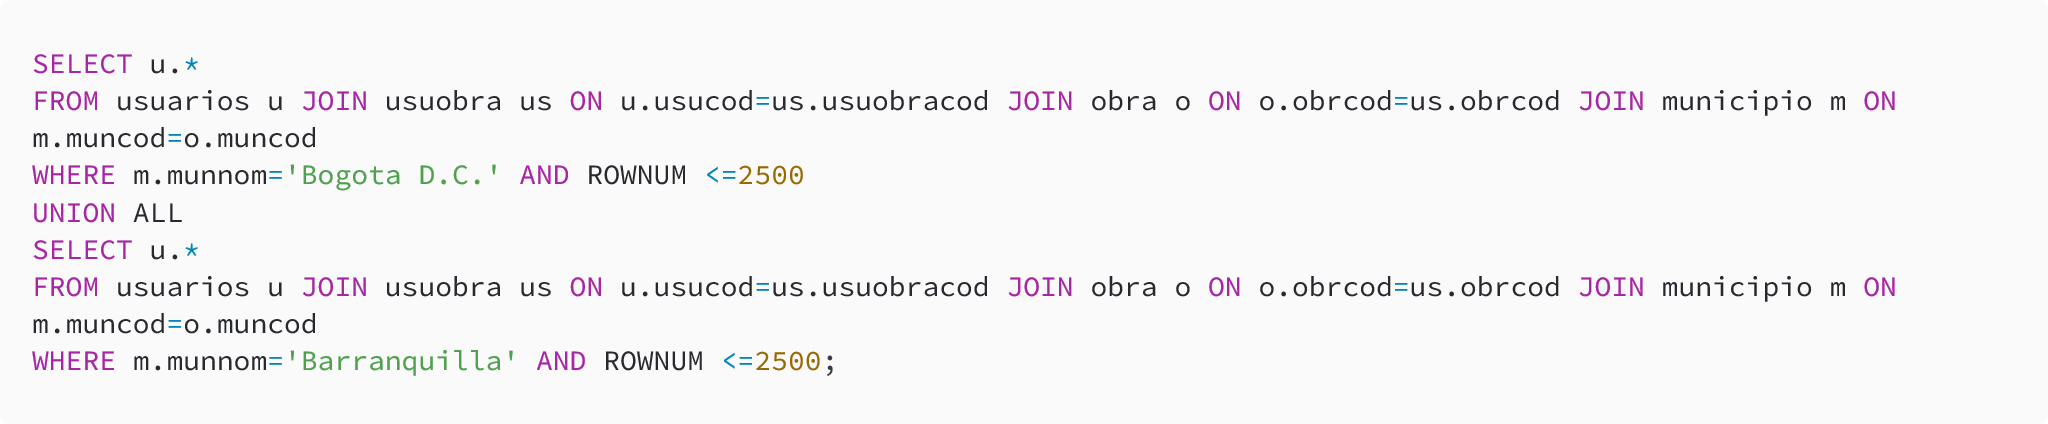 SELECT u.*
FROM usuarios u JOIN usuobra us ON u.usucod=us.usuobracod JOIN obra o ON o.obrcod=us.obrcod JOIN municipio m ON
m.muncod=o.muncod
WHERE m.munnom='Bogota D.C.' AND ROWNUM <=2500
UNION ALL
SELECT u.*
FROM usuarios u JOIN usuobra us ON u.usucod=us.usuobracod JOIN obra o ON o.obrcod=us.obrcod JOIN municipio m ON
m.muncod=o.muncod
WHERE m.munnom='Barranquilla' AND ROWNUM <=2500;